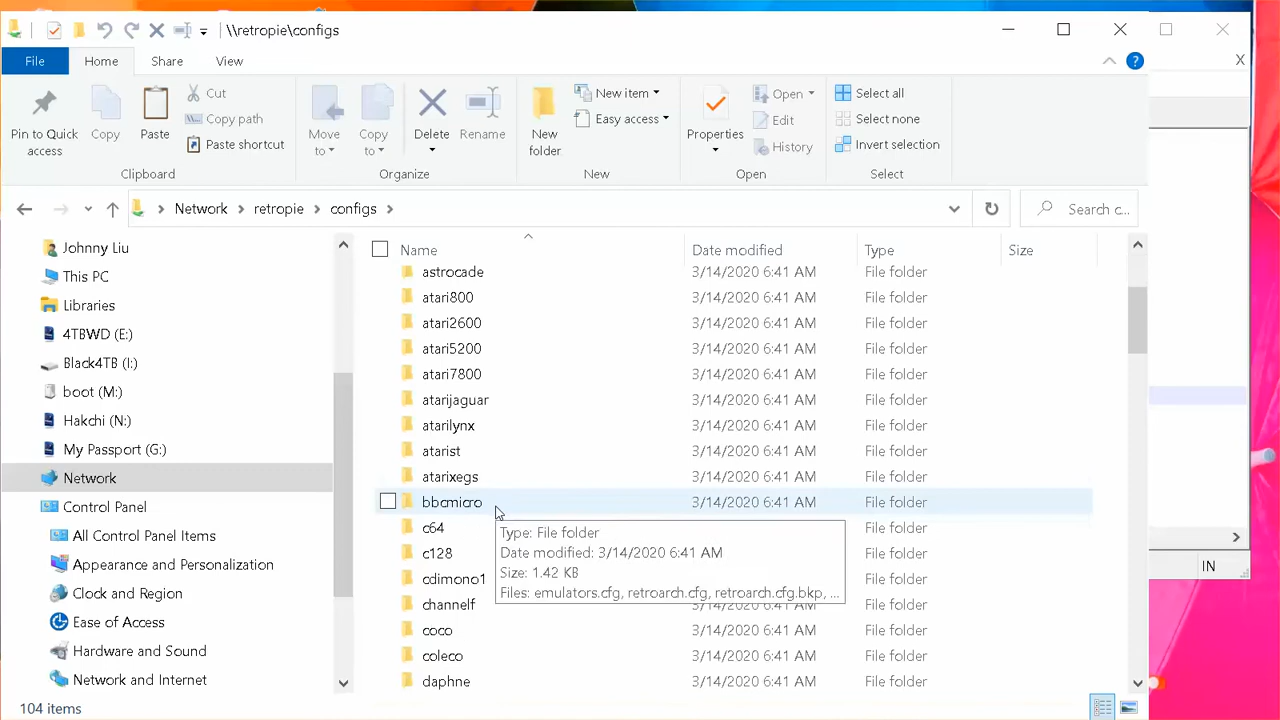 \\retropie\configs
File Home Share View
Pin to Quick access
Copy
Paste
Cut
Copy path
Paste shortcut
Clipboard
Move to
Copy to
Delete
Rename
Organize
New folder
New item
Easy access
New
Properties
Open
Edit
History
Open
Select all
Select none
Invert selection
Select
Network retropie configs
Search c...
Johnny Liu
This PC
Libraries
4TBWD (E:)
Black4TB (I:)
boot (M:)
Hakchi (N:)
My Passport (G:)
Network
Control Panel
All Control Panel Items
Appearance and Personalization
Clock and Region
Ease of Access
Hardware and Sound
Network and Internet
Name Date modified Type Size
astrocade 3/14/2020 6:41 AM File folder
atari800 3/14/2020 6:41 AM File folder
atari2600 3/14/2020 6:41 AM File folder
atari5200 3/14/2020 6:41 AM File folder
atari7800 3/14/2020 6:41 AM File folder
atarijaguar 3/14/2020 6:41 AM File folder
atarilynx 3/14/2020 6:41 AM File folder
atarist 3/14/2020 6:41 AM File folder
atarixegs 3/14/2020 6:41 AM File folder
bbcmicro 3/14/2020 6:41 AM File folder
c64 3/14/2020 6:41 AM File folder
c128
cdimono1
channelf
coco 3/14/2020 6:41 AM File folder
coleco 3/14/2020 6:41 AM File folder
daphne 3/14/2020 6:41 AM File folder
File folder
File folder
File folder
Type: File folder
Date modified: 3/14/2020 6:41 AM
Size: 1.42 KB
Files: emulators.cfg, retroarch.cfg, retroarch.cfg.bkp, ...
104 items
X
IN